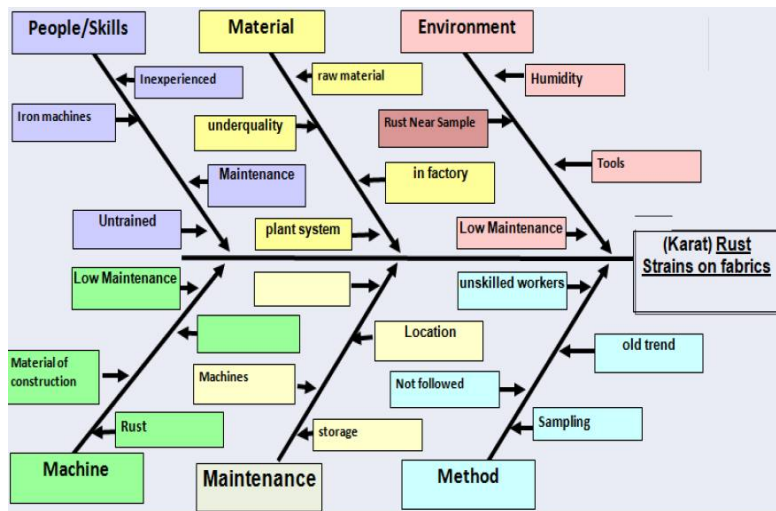 People/Skills
Material
Environment
Inexperienced
raw material
Humidity
Iron machines
underquality
Rust Near Sample
Maintenance
in factory
Tools
Untrained
plant system
Low Maintenance
(Karat) Rust
Strains on fabrics
Low Maintenance
unskilled workers
Location
old trend
Material of
construction
Machines
Not followed
Rust
storage
Sampling
Machine
Maintenance
Method